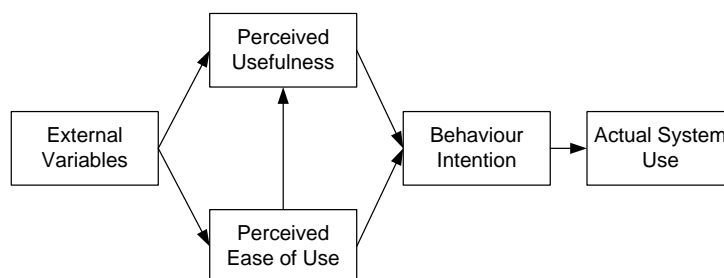 Perceived
Usefulness
External
Variables
Behaviour
Intention
Actual System
Use
Perceived
Ease of Use